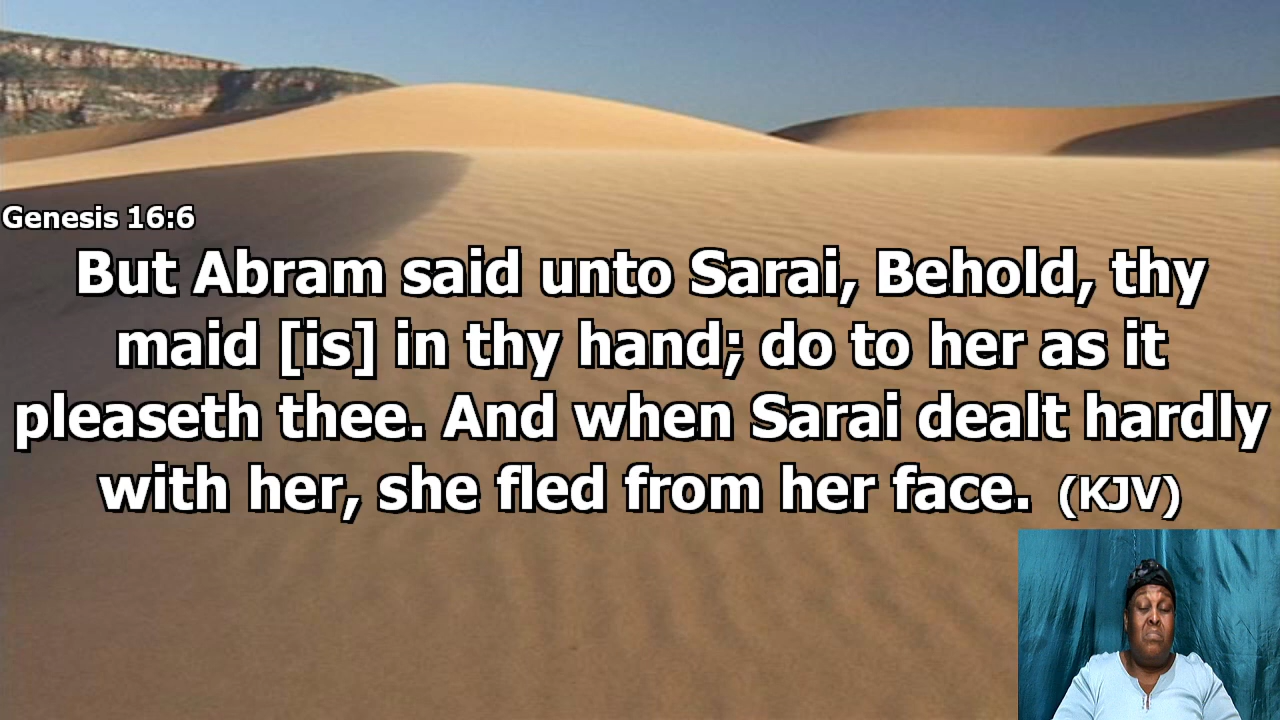 Genesis 16:6
But Abram said unto Sarai, Behold, thy
maid [is] in thy hand; do to her as it
pleaseth thee. And when Sarai dealt hardly
with her, she fled from her face. (KJV)